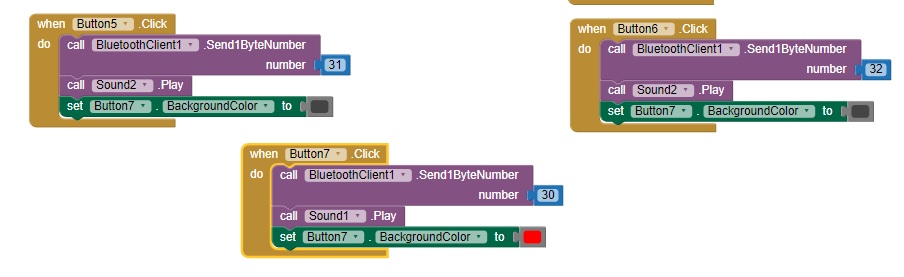 when Button5 .Click
do call BluetoothClient1 .Send1ByteNumber
number 31
call Sound2 .Play
set Button7 . BackgroundColor to
when Button6 .Click
do call BluetoothClient1 .Send1ByteNumber
number 32
call Sound2 .Play
set Button7 . BackgroundColor to
when Button7 .Click
do call BluetoothClient1 .Send1ByteNumber
number 30
call Sound1 .Play
set Button7 . BackgroundColor to